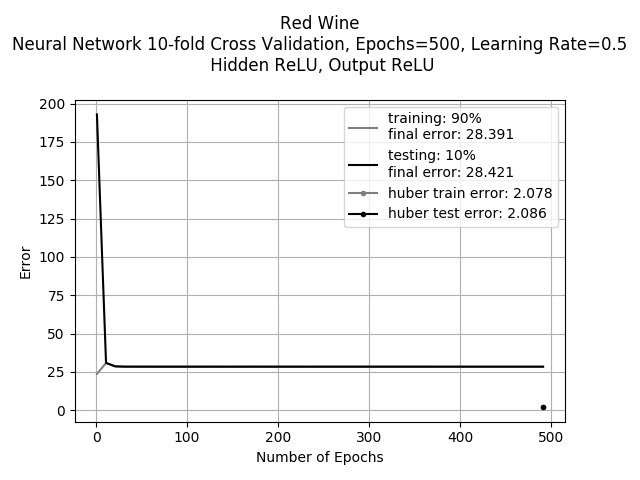 Red Wine
Neural Network 10-fold Cross Validation, Epochs=500, Learning Rate=0.5
Hidden ReLU, Output ReLU
200
175
150
125
100
75
50
25
0
Error
training: 90%
final error: 28.391
testing: 10%
final error: 28.421
huber train error: 2.078
huber test error: 2.086
0
100
200
300
400
500
Number of Epochs